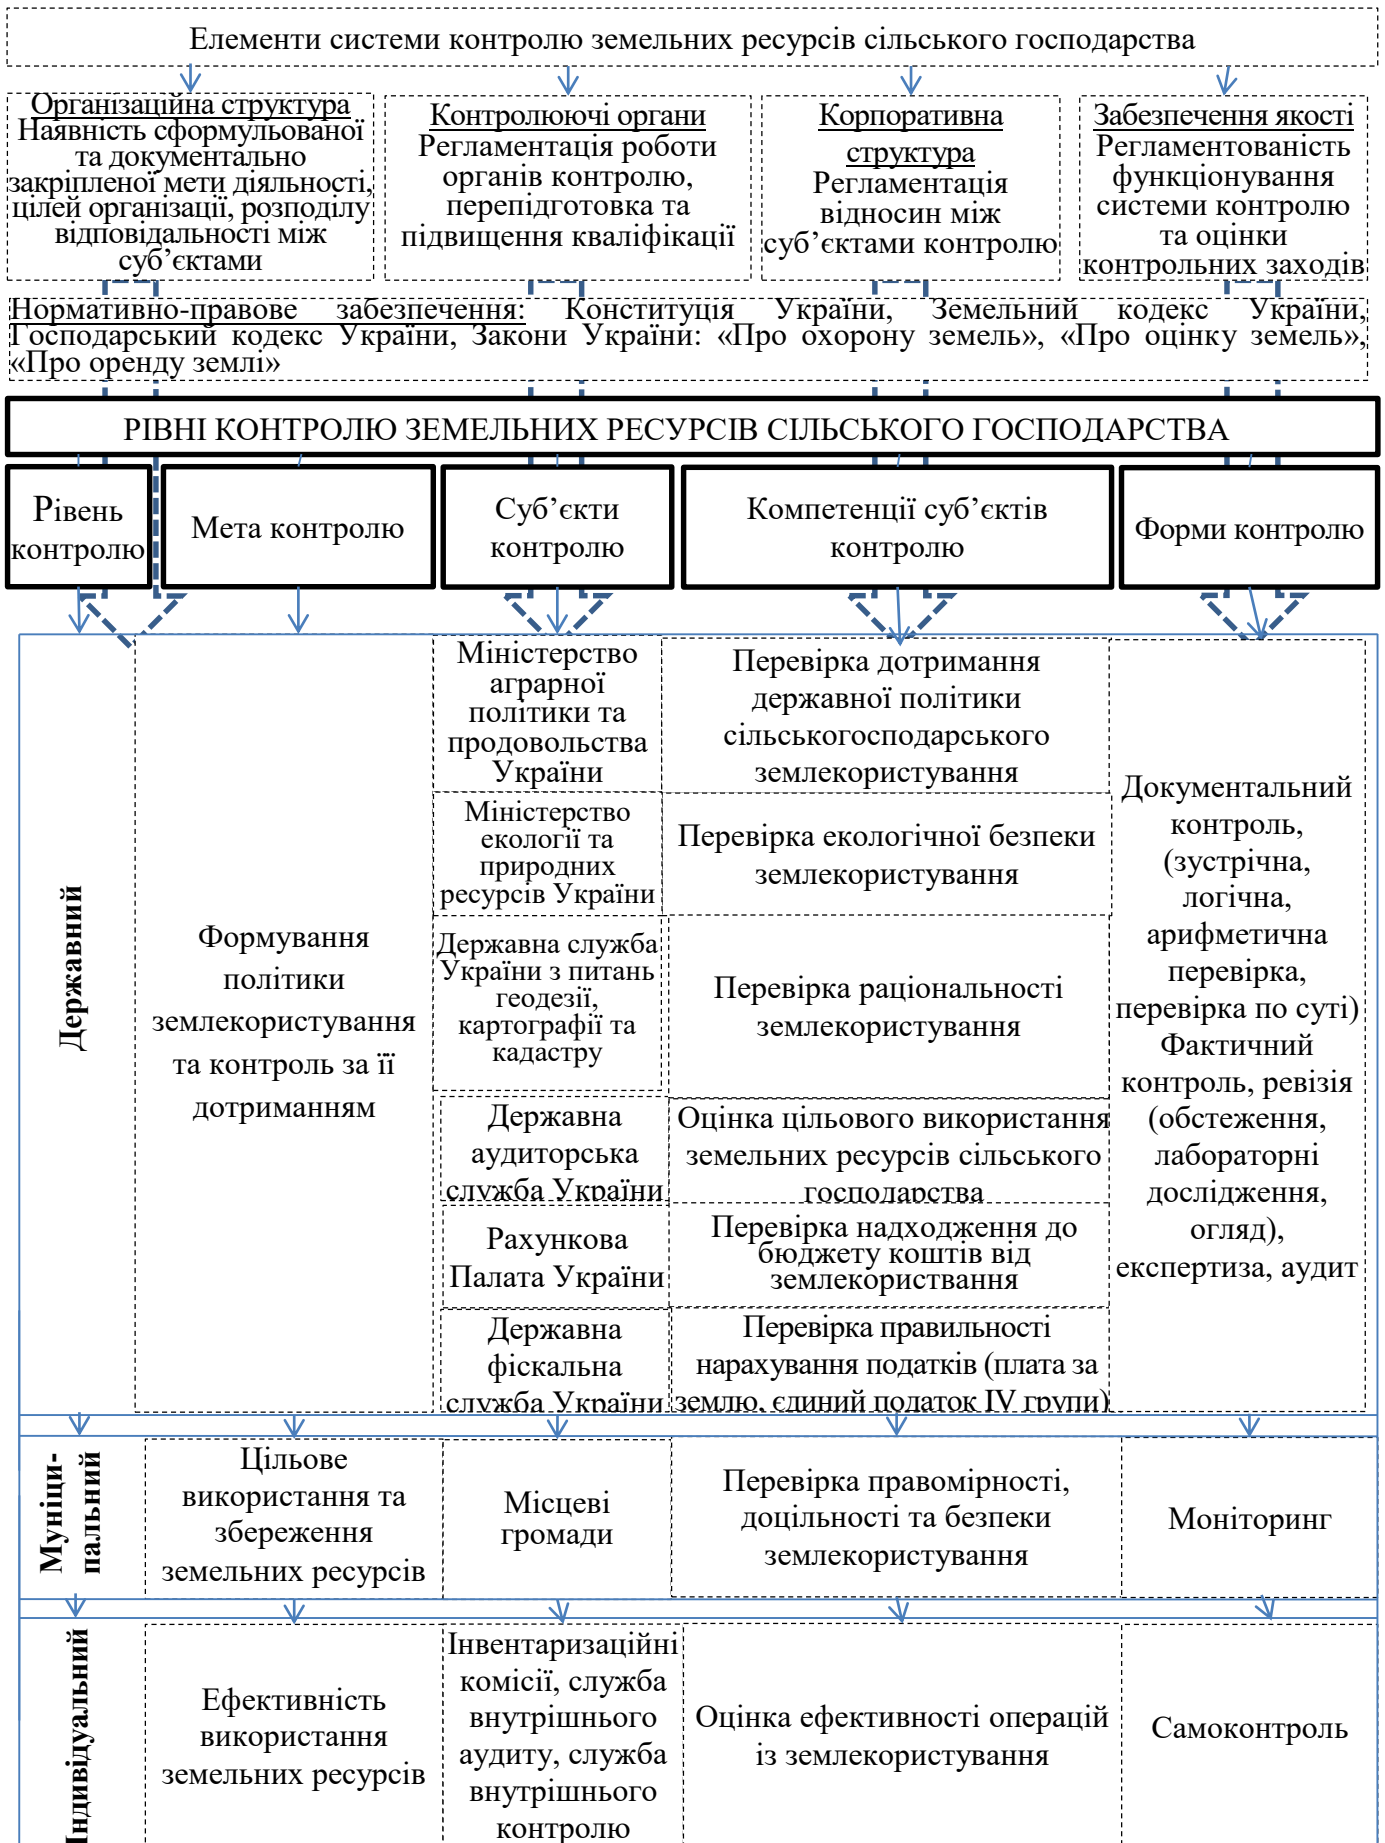 Елементи системи контролю земельних ресурсів сільського господарства
Організаційна структура
Наявність сформульованої
та документально
закріпленої мети діяльності,
цілей організації, розподілу
відповідальності між
суб’єктами
Контролюючі органи
Регламентація роботи
органів контролю,
перепідготовка та
підвищення кваліфікації
Корпоративна
структура
Регламентація
відносин між
суб’єктами контролю
Забезпечення якості
Регламентованість
функціонування
системи контролю
та оцінки
контрольних заходів
Нормативно-правове забезпечення: Конституція України, Земельний кодекс України,
Господарський кодекс України, Закони України: «Про охорону земель», «Про оцінку земель»,
«Про оренду землі»
РІВНІ КОНТРОЛЮ ЗЕМЕЛЬНИХ РЕСУРСІВ СІЛЬСЬКОГО ГОСПОДАРСТВА
Рівень
контролю
Мета контролю
Суб’єкти
контролю
Компетенції суб’єктів
контролю
Форми контролю
Державний
Формування
політики
землекористування
та контроль за її
дотриманням
Міністерство
аграрної
політики та
продовольства
України
Перевірка дотримання
державної політики
сільськогосподарського
землекористування
Міністерство
екології та
природних
ресурсів України
Перевірка екологічної безпеки
землекористування
Державна служба
України з питань
геодезії,
картографії та
кадастру
Перевірка раціональності
землекористування
Державна
аудиторська
служба України
Оцінка цільового використання
земельних ресурсів сільського
господарства
Рахункова
Палата України
Перевірка надходження до
бюджету коштів від
землекориствання
Державна
фіскальна
служба України
Перевірка правильності
нарахування податків (плата за
землю, єдиний податок IV групи)
Документальний
контроль,
(зустрічна,
логічна,
арифметична
перевірка,
перевірка по суті)
Фактичний
контроль, ревізія
(обстеження,
лабораторні
дослідження,
огляд),
експертиза, аудит
Муніци-
пальний
Цільове
використання та
збереження
земельних ресурсів
Місцеві
громади
Перевірка правомірності,
доцільності та безпеки
землекористування
Моніторинг
Індивідуальний
Ефективність
використання
земельних ресурсів
Інвентаризаційні
комісії, служба
внутрішнього
аудиту, служба
внутрішнього
контролю
Оцінка ефективності операцій
із землекористування
Самоконтроль